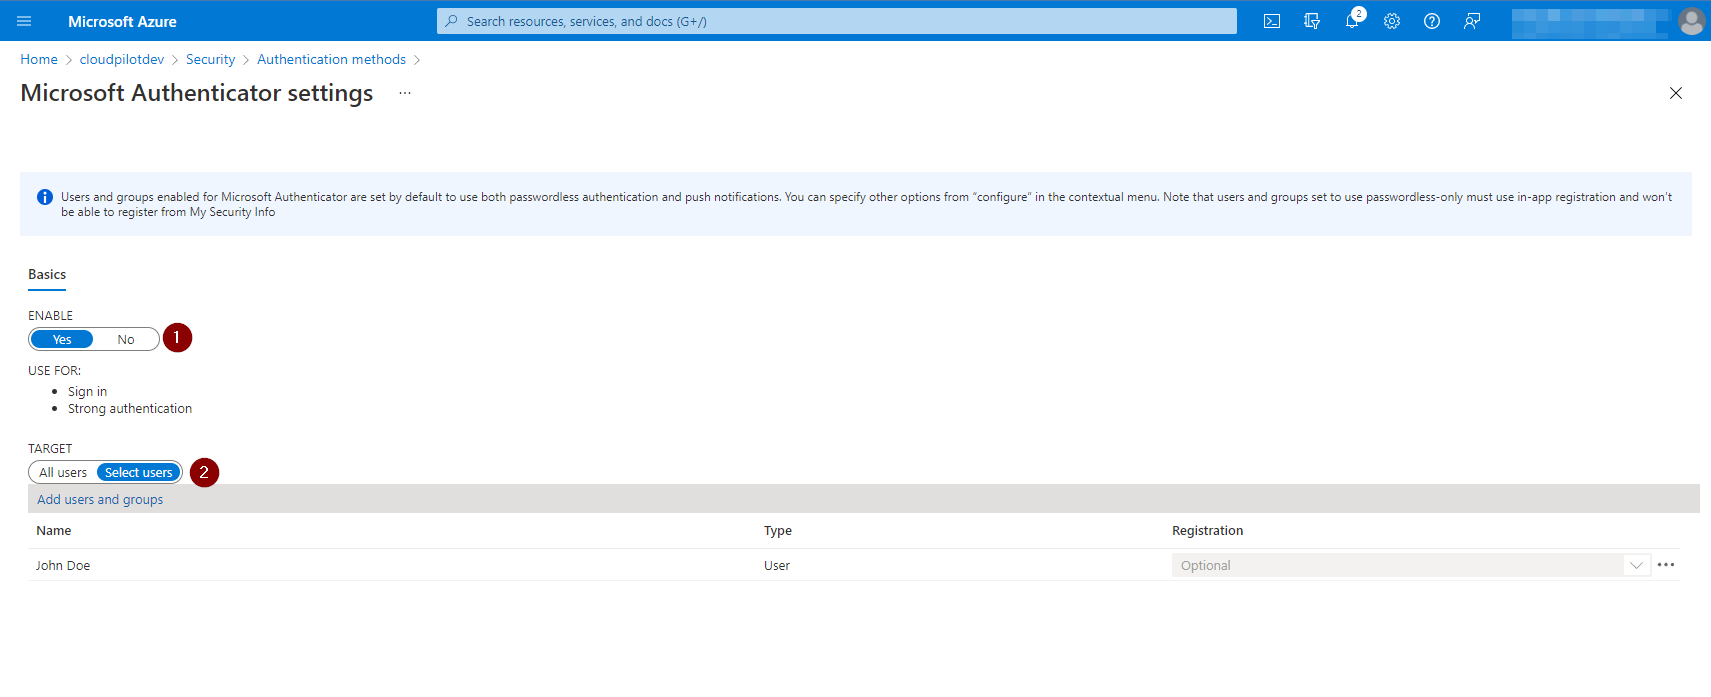 Microsoft Azure
Search resources, services, and docs (G+/)
2
Home > cloudpilotdev > Security > Authentication methods >
Microsoft Authenticator settings ...
Users and groups enabled for Microsoft Authenticator are set by default to use both passwordless authentication and push notifications. You can specify other options from “configure” in the contextual menu. Note that users and groups set to use passwordless-only must use in-app registration and won’t
be able to register from My Security Info
Basics
ENABLE
Yes No 1
USE FOR:
• Sign in
• Strong authentication
TARGET
All users Select users 2
Add users and groups
Name Type Registration
John Doe User Optional